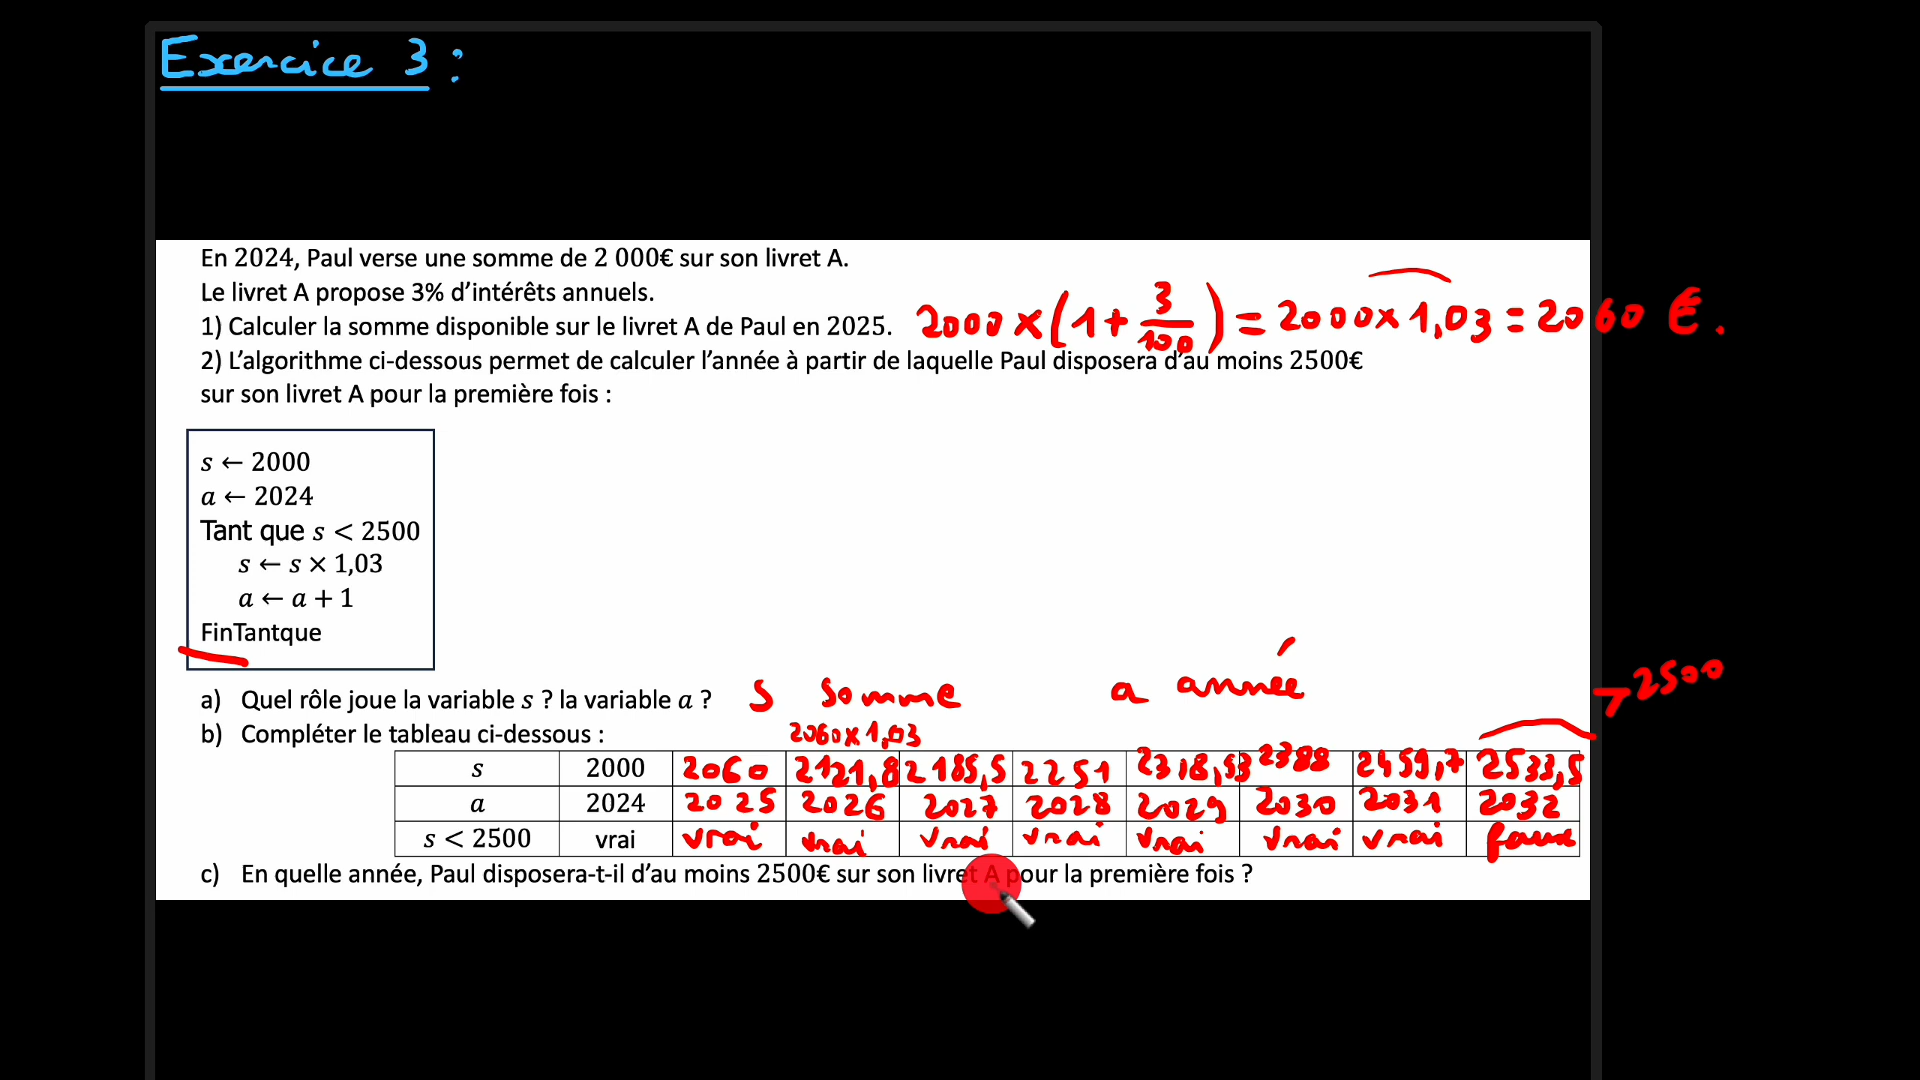 Exercice 3 :
En 2024, Paul verse une somme de 2 000€ sur son livret A.
Le livret A propose 3% d’intérêts annuels.
1) Calculer la somme disponible sur le livret A de Paul en 2025. 2000 × (1 + 3/100) = 2000 × 1,03 = 2060 €.
2) L’algorithme ci-dessous permet de calculer l’année à partir de laquelle Paul disposera d’au moins 2500€
sur son livret A pour la première fois :
s ← 2000
a ← 2024
Tant que s < 2500
s ← s × 1,03
a ← a + 1
FinTantque
a) Quel rôle joue la variable s ? la variable a ? s somme a année
> 2500
b) Compléter le tableau ci-dessous : 2060 × 1,03
s 2000 2060 2121,8 2185,5 2251 2318,53 2388 2459,7 2533,5
a 2024 2025 2026 2027 2028 2029 2030 2031 2032
s < 2500 vrai vrai vrai vrai vrai vrai vrai vrai faux
c) En quelle année, Paul disposera-t-il d’au moins 2500€ sur son livret A pour la première fois ?